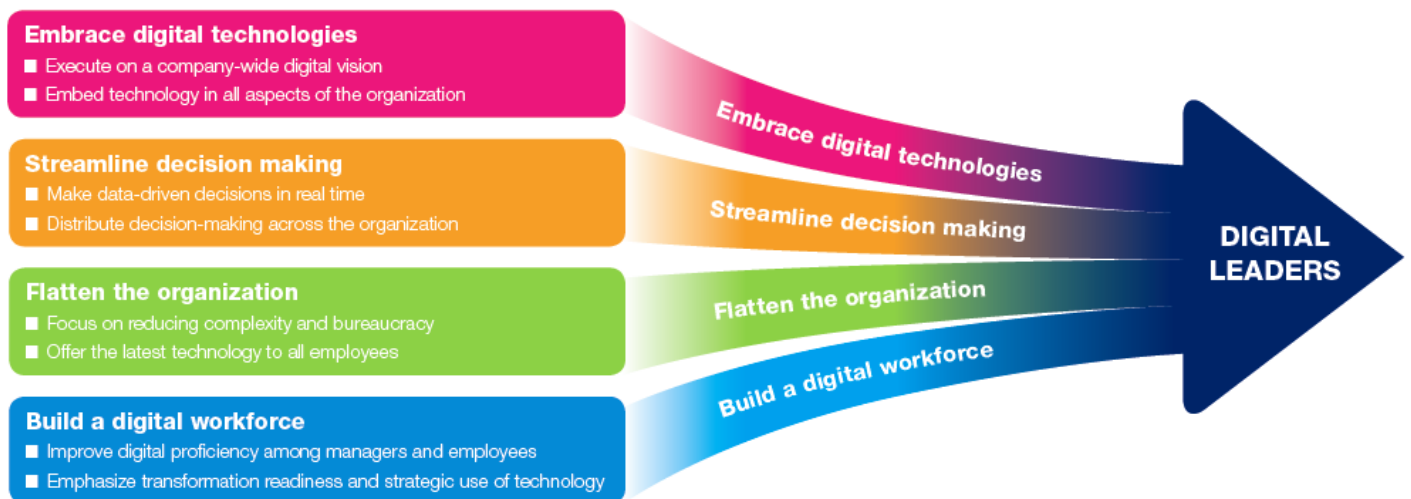 Embrace digital technologies
■ Execute on a company-wide digital vision
■ Embed technology in all aspects of the organization
Streamline decision making
■ Make data-driven decisions in real time
■ Distribute decision-making across the organization
Flatten the organization
■ Focus on reducing complexity and bureaucracy
■ Offer the latest technology to all employees
Build a digital workforce
■ Improve digital proficiency among managers and employees
■ Emphasize transformation readiness and strategic use of technology
Embrace digital technologies
Streamline decision making
Flatten the organization
Build a digital workforce
DIGITAL
LEADERS